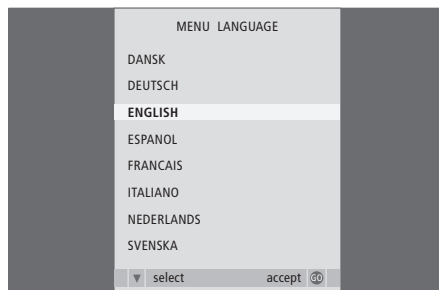 MENU LANGUAGE
DANSK
DEUTSCH
ENGLISH
ESPANOL
FRANCAIS
ITALIANO
NEDERLANDS
SVENSKA
▼ select accept GO